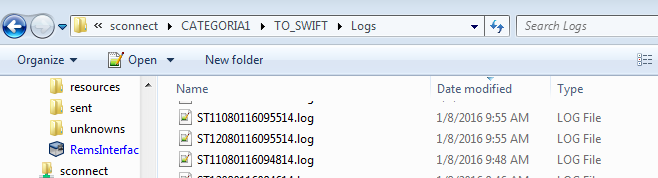 « sconnect ▸ CATEGORIA1 ▸ TO_SWIFT ▸ Logs
Search Logs
Organize Open New folder
resources
sent
unknowns
RemsInterfac
sconnect
Name Date modified Type
ST11080116095514.log 1/8/2016 9:55 AM LOG File
ST12080116095514.log 1/8/2016 9:55 AM LOG File
ST11080116094814.log 1/8/2016 9:48 AM LOG File